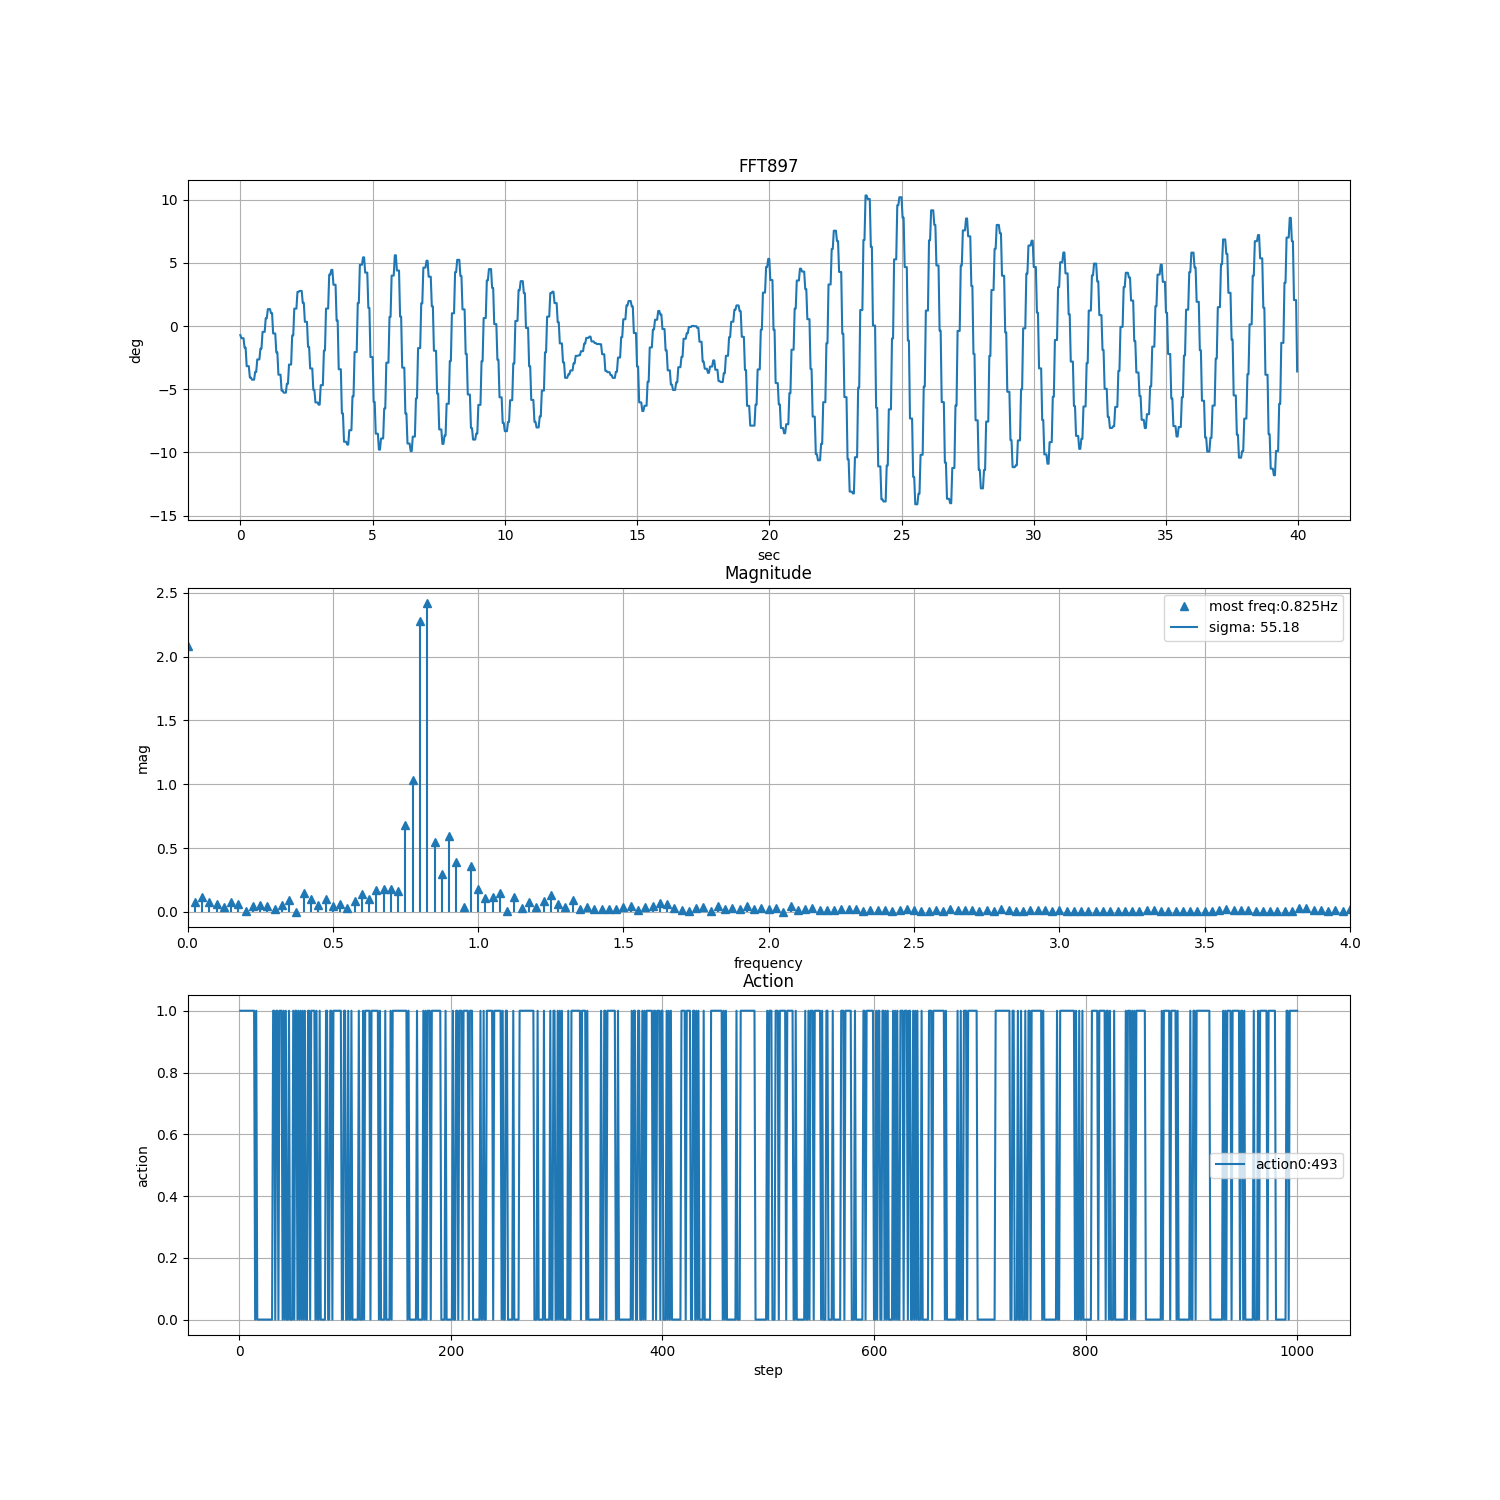 FFT897
10
5
0
−5
−10
−15
deg
0 5 10 15 20 25 30 35 40
sec
Magnitude
2.5
2.0
1.5
1.0
0.5
0.0
mag
most freq:0.825Hz
sigma: 55.18
0.0 0.5 1.0 1.5 2.0 2.5 3.0 3.5 4.0
frequency
Action
1.0
0.8
0.6
0.4
0.2
0.0
action
action0:493
0 200 400 600 800 1000
step